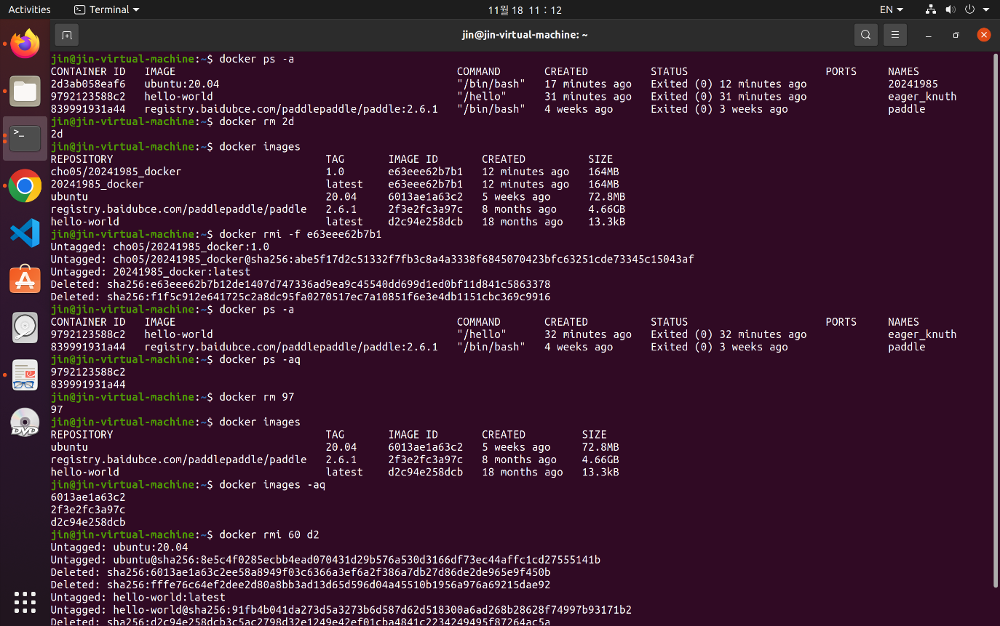 Activities Terminal 11월 18 11 : 12 EN
jin@jin-virtual-machine: ~
jin@jin-virtual-machine:~$ docker ps -a
CONTAINER ID IMAGE COMMAND CREATED STATUS PORTS NAMES
2d3ab058eaf6 ubuntu:20.04 "/bin/bash" 17 minutes ago Exited (0) 12 minutes ago 20241985
9792123588c2 hello-world "/hello" 31 minutes ago Exited (0) 31 minutes ago eager_knuth
839991931a44 registry.baidubce.com/paddlepaddle/paddle:2.6.1 "/bin/bash" 4 weeks ago Exited (0) 3 weeks ago paddle
jin@jin-virtual-machine:~$ docker rm 2d
2d
jin@jin-virtual-machine:~$ docker images
REPOSITORY TAG IMAGE ID CREATED SIZE
cho05/20241985_docker 1.0 e63eee62b7b1 12 minutes ago 164MB
20241985_docker latest e63eee62b7b1 12 minutes ago 164MB
ubuntu 20.04 6013ae1a63c2 5 weeks ago 72.8MB
registry.baidubce.com/paddlepaddle/paddle 2.6.1 2f3e2fc3a97c 8 months ago 4.66GB
hello-world latest d2c94e258dcb 18 months ago 13.3kB
jin@jin-virtual-machine:~$ docker rmi -f e63eee62b7b1
Untagged: cho05/20241985_docker:1.0
Untagged: cho05/20241985_docker@sha256:abe5f17d2c51332f7fb3c8a4a3338f6845070423bfc63251cde73345c15043af
Untagged: 20241985_docker:latest
Deleted: sha256:e63eee62b7b12de1407d747336ad9ea9c45540dd699d1ed0bf11d841c5863378
Deleted: sha256:f1f5c912e641725c2a8dc95fa0270517ec7a10851f6e3e4db1151cbc369c9916
jin@jin-virtual-machine:~$ docker ps -a
CONTAINER ID IMAGE COMMAND CREATED STATUS PORTS NAMES
9792123588c2 hello-world "/hello" 32 minutes ago Exited (0) 32 minutes ago eager_knuth
839991931a44 registry.baidubce.com/paddlepaddle/paddle:2.6.1 "/bin/bash" 4 weeks ago Exited (0) 3 weeks ago paddle
jin@jin-virtual-machine:~$ docker ps -aq
9792123588c2
839991931a44
jin@jin-virtual-machine:~$ docker rm 97
97
jin@jin-virtual-machine:~$ docker images
REPOSITORY TAG IMAGE ID CREATED SIZE
ubuntu 20.04 6013ae1a63c2 5 weeks ago 72.8MB
registry.baidubce.com/paddlepaddle/paddle 2.6.1 2f3e2fc3a97c 8 months ago 4.66GB
hello-world latest d2c94e258dcb 18 months ago 13.3kB
jin@jin-virtual-machine:~$ docker images -aq
6013ae1a63c2
2f3e2fc3a97c
d2c94e258dcb
jin@jin-virtual-machine:~$ docker rmi 60 d2
Untagged: ubuntu:20.04
Untagged: ubuntu@sha256:8e5c4f0285ecbb4ead070431d29b576a530d3166df73ec44affc1cd27555141b
Deleted: sha256:6013ae1a63c2ee58a8949f03c6366a3ef6a2f386a7db27d86de2de965e9f450b
Deleted: sha256:fffe76c64ef2dee2d80a8bb3ad13d65d596d04a45510b1956a976a69215dae92
Untagged: hello-world:latest
Untagged: hello-world@sha256:91fb4b041da273d5a3273b6d587d62d518300a6ad268b28628f74997b93171b2
Deleted: sha256:d2c94e258dcb3c5ac2798d32e1249e42ef01cba4841c2234249495f87264ac5a
DVD